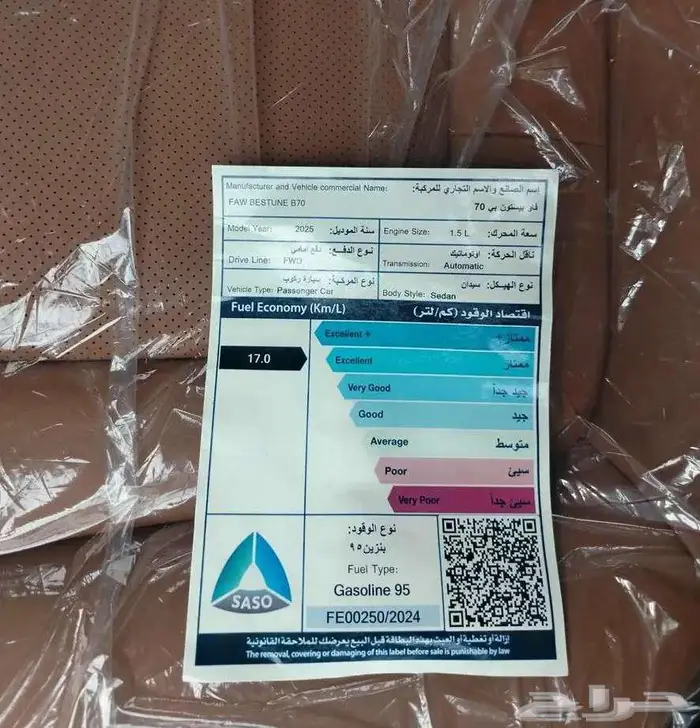 Manufacturer and Vehicle commercial Name: اسم الصانع والاسم التجاري للمركبة:
FAW BESTUNE B70 فاو بيستون بي 70
Model Year: 2025 سنة الموديل:
Engine Size: 1.5 L سعة المحرك:
نوع الدفع: دفع امامي
Drive Line: FWD
ناقل الحركة: اوتوماتيك
Transmission: Automatic
نوع المركبة: سيارة ركوب
Vehicle Type: Passenger Car
نوع الهيكل: سيدان
Body Style: Sedan
Fuel Economy (Km/L) اقتصاد الوقود (كم/لتر)
Excellent + ممتاز+
17.0
Excellent ممتاز
Very Good جيد جداً
Good جيد
Average متوسط
Poor سيئ
Very Poor سيئ جداً
SASO
نوع الوقود:
بنزين ٩٥
Fuel Type:
Gasoline 95
FE00250/2024
إزالة أو تغطية أو العبث بهذه البطاقة قبل البيع يعرضك للملاحقة القانونية
The removal, covering or damaging of this label before sale is punishable by law
حراج